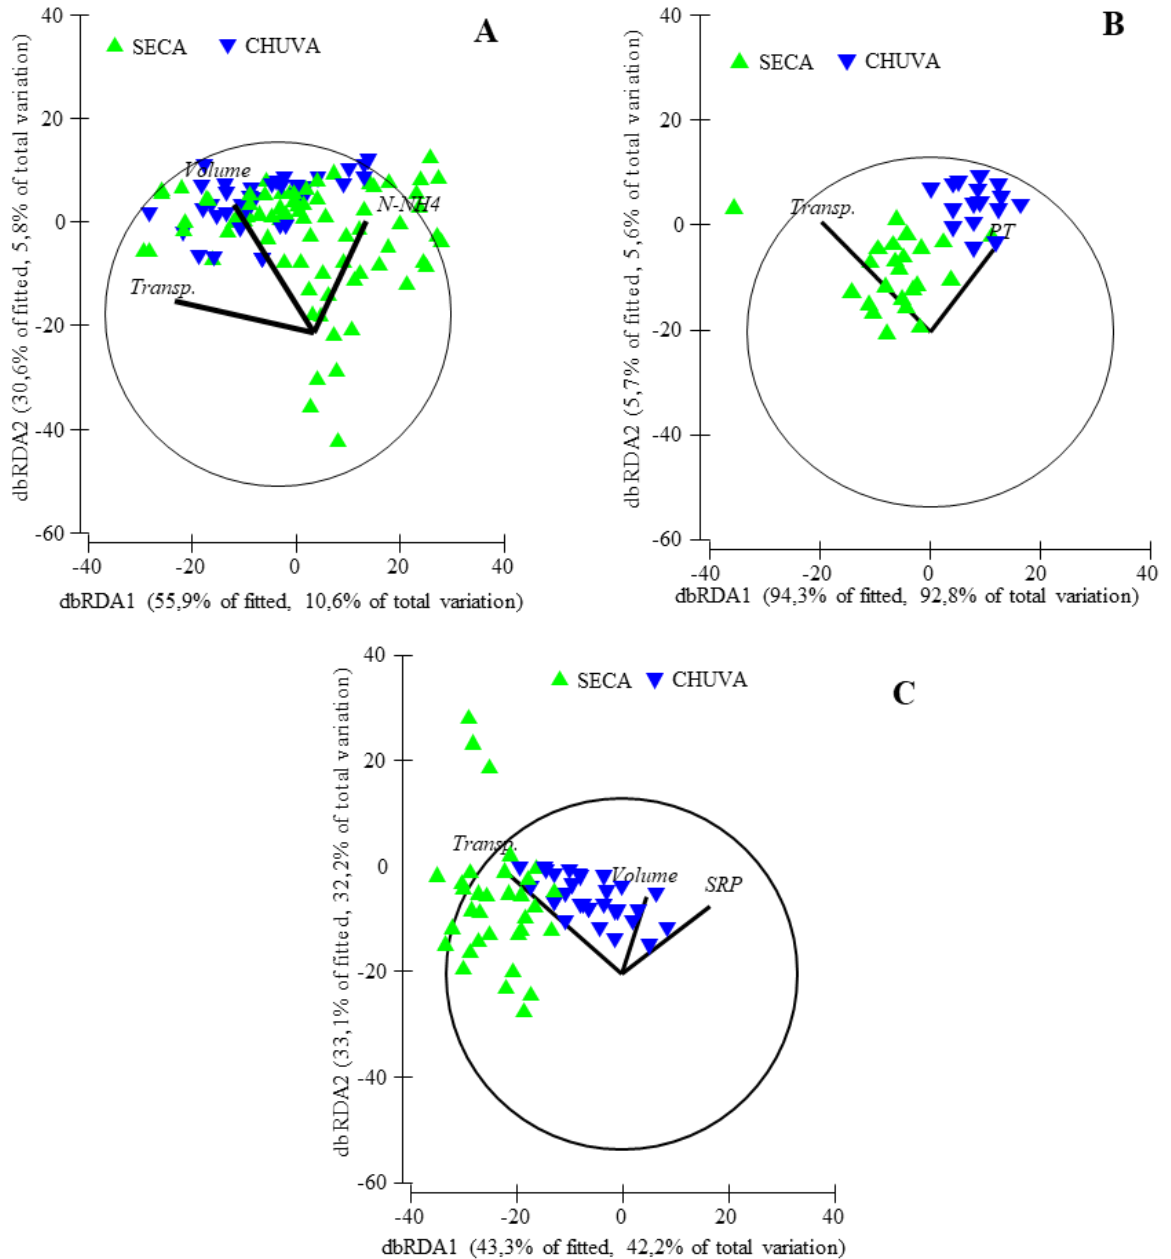 A
SECA CHUVA
40
20
0
-20
-40
-60
dbRDA2 (30,6% of fitted, 5,8% of total variation)
Volume
N-NH4
Transp.
-40 -20 0 20 40
dbRDA1 (55,9% of fitted, 10,6% of total variation)
B
SECA CHUVA
40
20
0
-20
-40
-60
dbRDA2 (5,7% of fitted, 5,6% of total variation)
Transp.
PT
-40 -20 0 20 40
dbRDA1 (94,3% of fitted, 92,8% of total variation)
SECA CHUVA
C
40
20
0
-20
-40
-60
dbRDA2 (33,1% of fitted, 32,2% of total variation)
Transp.
Volume
SRP
-40 -20 0 20 40
dbRDA1 (43,3% of fitted, 42,2% of total variation)